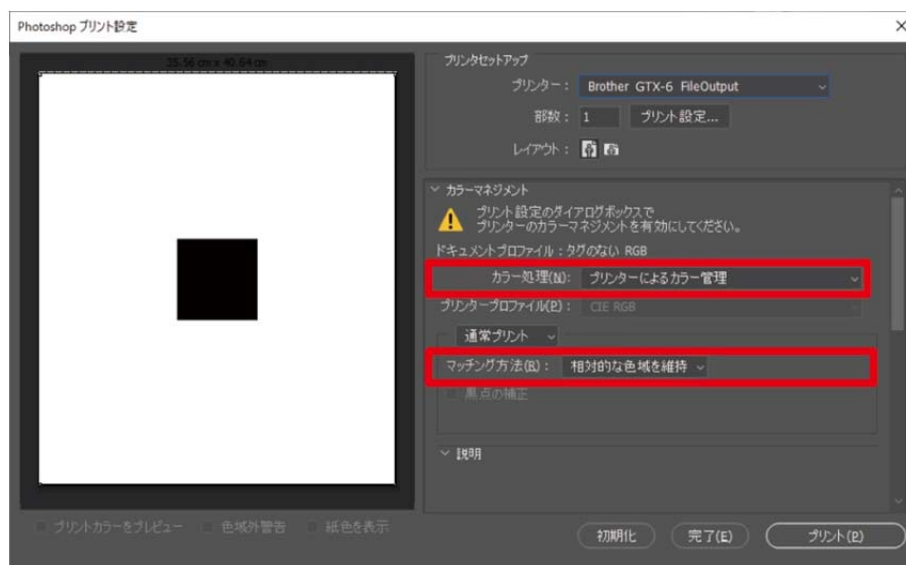 Photoshop プリント設定
35.56 cm x 40.64 cm
プリンタセットアップ
プリンター： Brother GTX-6 FileOutput
部数： 1 プリント設定...
レイアウト：
カラーマネジメント
プリント設定のダイアログボックスで
プリンターのカラーマネジメントを有効にしてください。
ドキュメントプロファイル：タグのない RGB
カラー処理(N)： プリンターによるカラー管理
プリンタープロファイル(P)： CIE RGB
通常プリント
マッチング方法(R)： 相対的な色域を維持
黒点の補正
説明
プリントカラーをプレビュー 色域外警告 紙色を表示
初期化 完了(E) プリント(P)